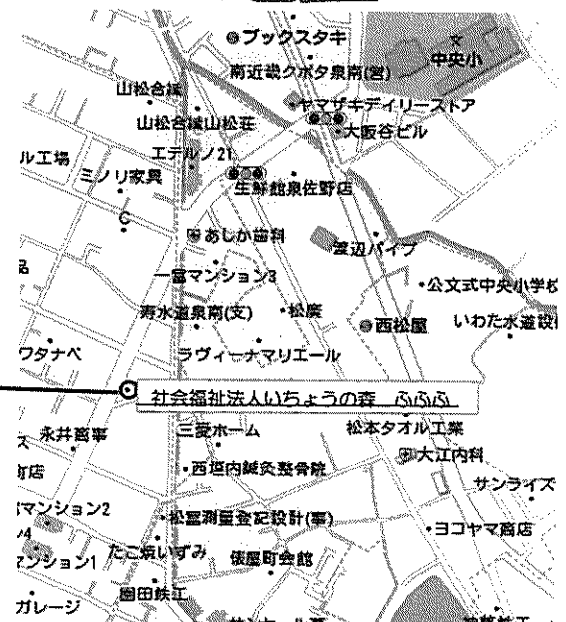 ブックスタキ
文
中央小
南近畿クボタ泉南(営)
山松合繊
ヤマザキデイリーストア
山松合繊山松荘
大阪谷ビル
エテルノ21
ル工場
ミノリ家具
生鮮館泉佐野店
C
あじか歯科
渡辺パイプ
一富マンション3
品
公文式中央小学校
寿水道泉南(支)
松廣
西松屋
いわた水道設備
ワタナベ
ラヴィーナマリエール
社会福祉法人いちょうの森 ふふふ
永井商事
三愛ホーム
松本タオル工業
大江内科
西垣内鍼灸整骨院
町店
サンライズ
マンション2
松富測量登記設計(事)
ヨコヤマ商店
たこ焼いずみ
マンション1
俵屋町会館
園田鉄工
ガレージ